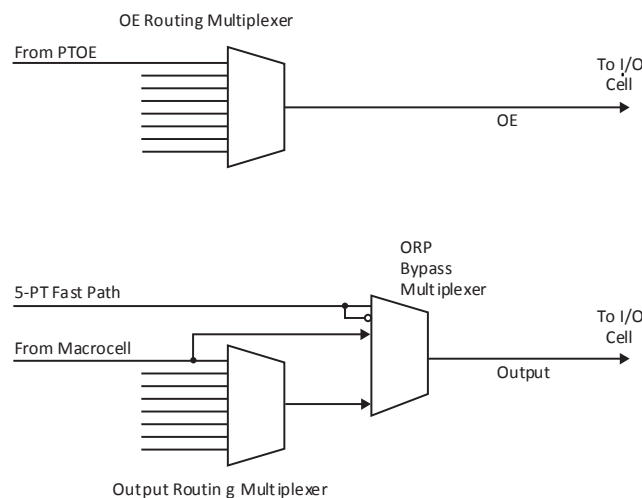 OE Routing Multiplexer
From PTOE
To I/O
Cell
OE
ORP
Bypass
Multiplexer
5-PT Fast Path
To I/O
Cell
From Macrocell
Output
Output Routin g Multiplexer